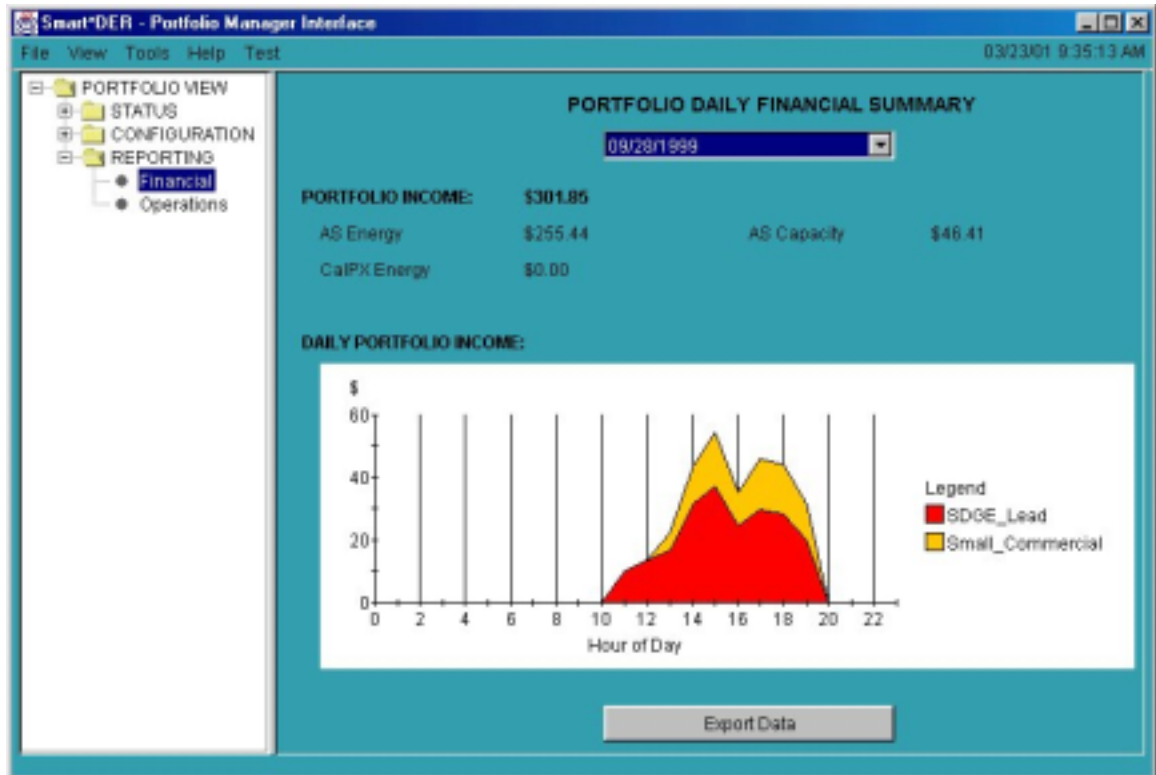 Smart*DER - Portfolio Manager Interface
File View Tools Help Test 03/23/01 9:35:13 AM
PORTFOLIO VIEW
STATUS
CONFIGURATION
REPORTING
Financial
Operations
PORTFOLIO DAILY FINANCIAL SUMMARY
09/28/1999
PORTFOLIO INCOME: $301.85
AS Energy $255.44 AS Capacity $46.41
CalPX Energy $0.00
DAILY PORTFOLIO INCOME:
$
60
40
20
0
0 2 4 6 8 10 12 14 16 18 20 22
Hour of Day
Legend
SDGE_Lead
Small_Commercial
Export Data